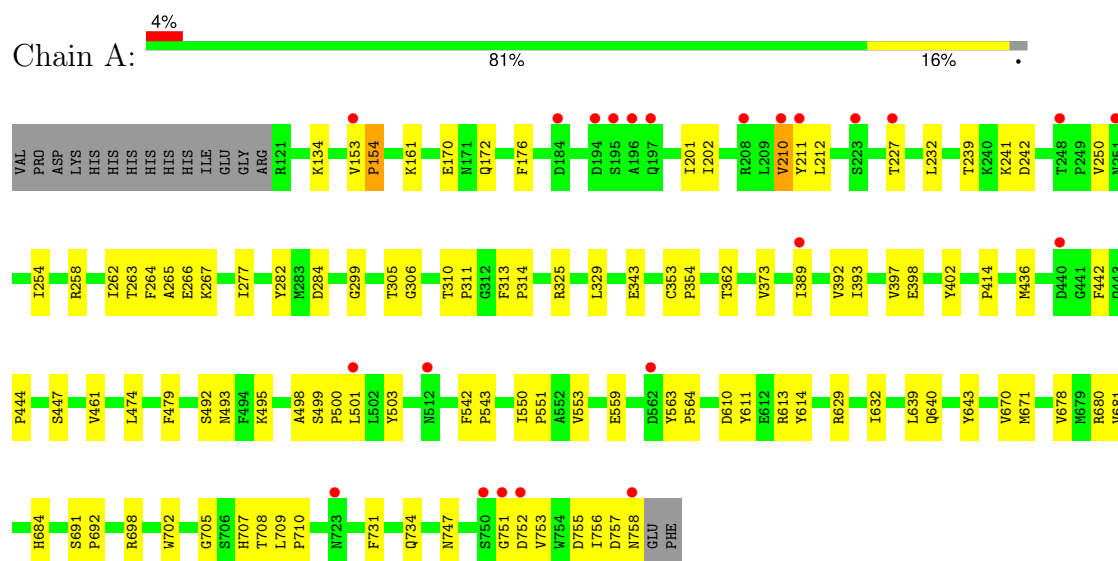 4%
Chain A:
81% 16% •
VAL PRO ASP LYS HIS HIS HIS HIS HIS HIS ILE GLU GLY ARG R121 K134 V153 P154 K161 E170 N171 Q172 F176 D184 D194 S195 A196 Q197 I201 I202 R208 L209 V210 Y211 L212 S223 T227 L232 T239 K240 K241 D242 T248 P249 V250 N251
I254 R258 I262 T263 F264 A265 E266 K267 I277 Y282 M283 D284 G299 T305 G306 T310 P311 G312 F313 P314 R325 L329 E343 C353 P354 T362 V373 I389 V392 I393 V397 E398 Y402 P414 M436 D440 G441 F442
P444 S447 V461 L474 F479 S492 N493 F494 K495 A498 S499 P500 L501 L502 Y503 N512 F542 P543 I550 P551 A552 V553 E559 D562 Y563 P564 D610 Y611 E612 R613 Y614 R629 I632 L639 Q640 Y643 V670 M671 V678 M679 R680
H684 S691 P692 R698 W702 G705 S706 H707 T708 L709 P710 N723 F731 Q734 N747 S750 G751 D752 V753 W754 D755 I756 D757 N758 GLU PHE